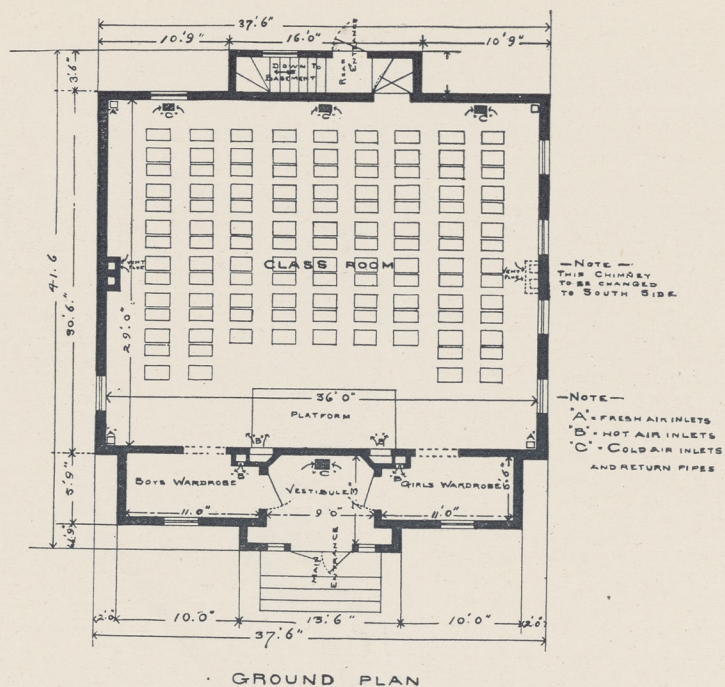 37'6"
10'9" 16'0" 10'9"
REAR ENTRANCE
DOWN TO BASEMENT
3'6"
"C" "C" "C"
41.6
30'6"
29'0"
VENT FLUE
CLASS ROOM
VENT FLUE
—NOTE—
THIS CHIMNEY
TO BE CHANGED
TO SOUTH SIDE
36'0"
PLATFORM
—NOTE—
"A" = FRESH AIR INLETS
"B" = HOT AIR INLETS
"C" = COLD AIR INLETS
AND RETURN PIPES
"B" "B"
"B" "C" "B"
5'9"
BOYS WARDROBE
VESTIBULE
GIRLS WARDROBE
11.0" 9'0" 11'0"
MAIN ENTRANCE
2'0" 10.0" 13'6" 10'0" 2'0"
37'6"
GROUND PLAN